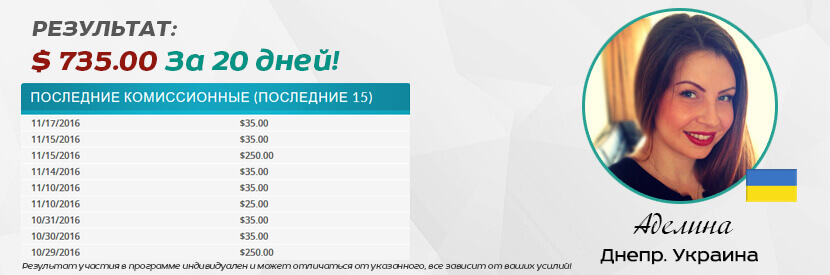 РЕЗУЛЬТАТ:
$ 735.00 За 20 дней!
ПОСЛЕДНИЕ КОМИССИОННЫЕ (ПОСЛЕДНИЕ 15)
11/17/2016 $35.00
11/15/2016 $35.00
11/15/2016 $250.00
11/14/2016 $35.00
11/10/2016 $35.00
11/10/2016 $25.00
10/31/2016 $35.00
10/30/2016 $35.00
10/29/2016 $250.00
Результат участия в программе индивидуален и может отличаться от указанного, все зависит от ваших усилий!
Аделина
Днепр. Украина